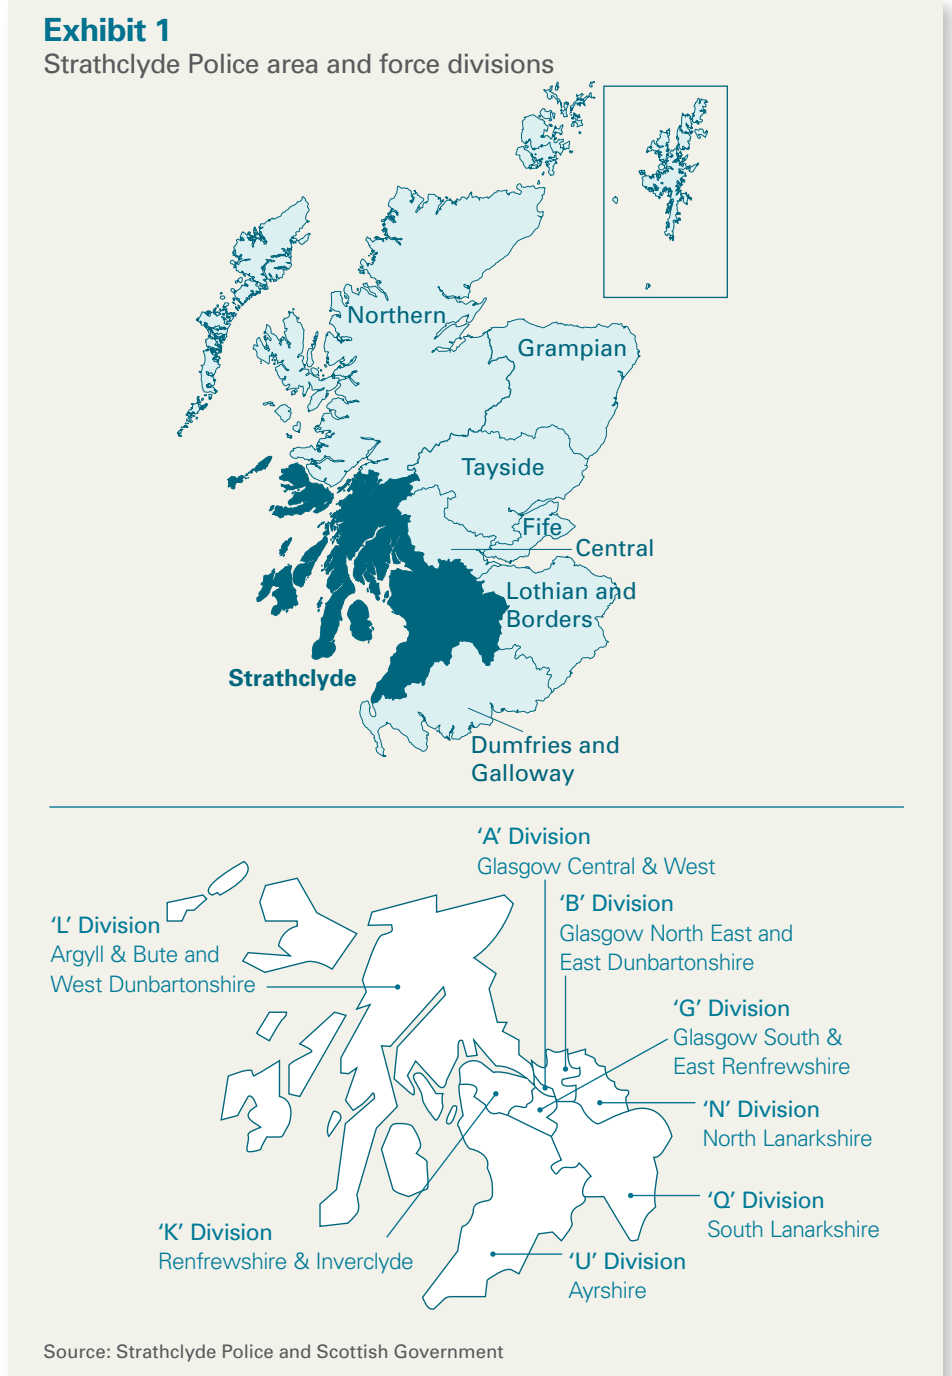 Exhibit 1
Strathclyde Police area and force divisions
Northern
Grampian
Tayside
Fife
Central
Lothian and
Borders
Strathclyde
Dumfries and
Galloway
‘A’ Division
Glasgow Central & West
‘B’ Division
Glasgow North East and
East Dunbartonshire
‘L’ Division
Argyll & Bute and
West Dunbartonshire
‘G’ Division
Glasgow South &
East Renfrewshire
‘N’ Division
North Lanarkshire
‘Q’ Division
South Lanarkshire
‘K’ Division
Renfrewshire & Inverclyde
‘U’ Division
Ayrshire
Source: Strathclyde Police and Scottish Government